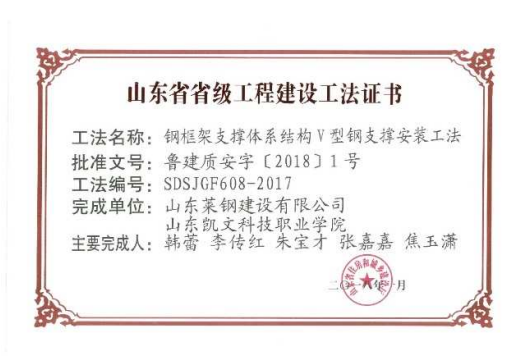 山东省省级工程建设工法证书
工法名称：钢框架支撑体系结构V型钢支撑安装工法
批准文号：鲁建质安字〔2018〕1号
工法编号：SDSJGF608-2017
完成单位：山东莱钢建设有限公司
山东凯文科技职业学院
主要完成人：韩蕾 李传红 朱宝才 张嘉嘉 焦玉潇